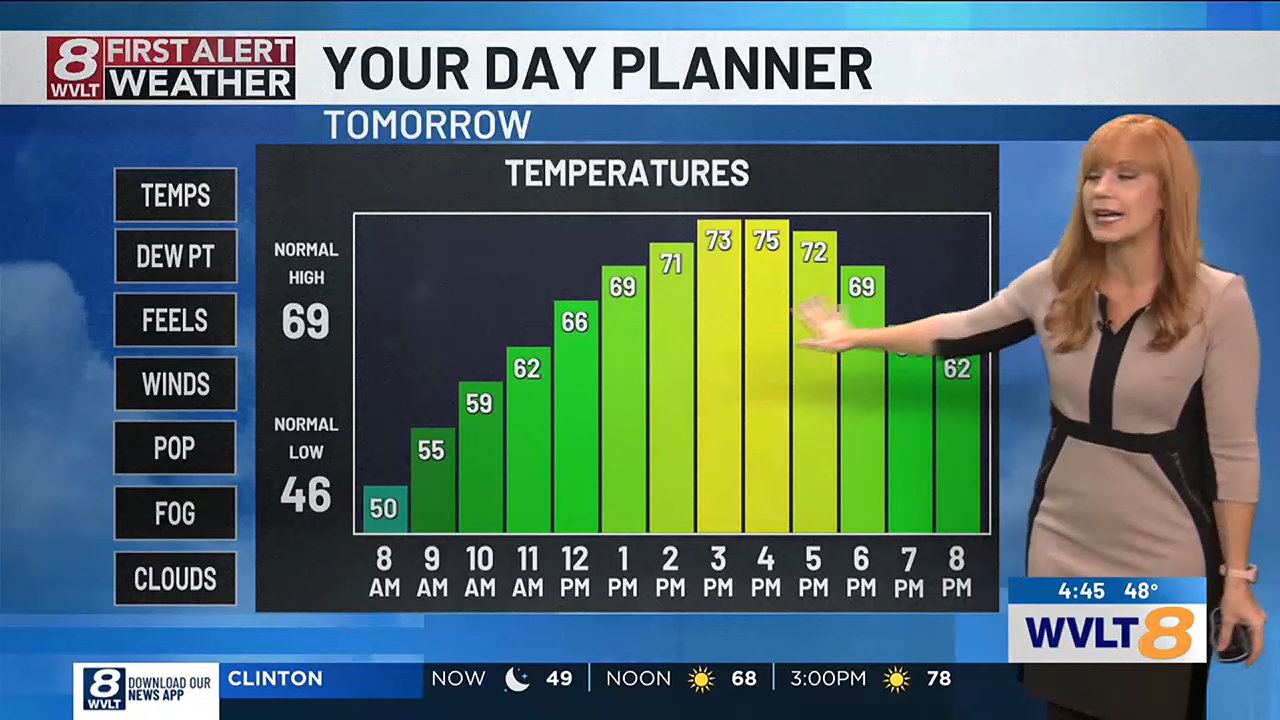 8 FIRST ALERT
WVLT WEATHER
YOUR DAY PLANNER
TOMORROW
TEMPERATURES
TEMPS
DEW PT
FEELS
WINDS
POP
FOG
CLOUDS
NORMAL
HIGH
69
NORMAL
LOW
46
50 55 59 62 66 69 71 73 75 72 69 62
8 9 10 11 12 1 2 3 4 5 6 7 8
AM AM AM AM PM PM PM PM PM PM PM PM PM
4:45 48°
WVLT 8
8 WVLT
DOWNLOAD OUR
NEWS APP
CLINTON
NOW 49 NOON 68 3:00PM 78